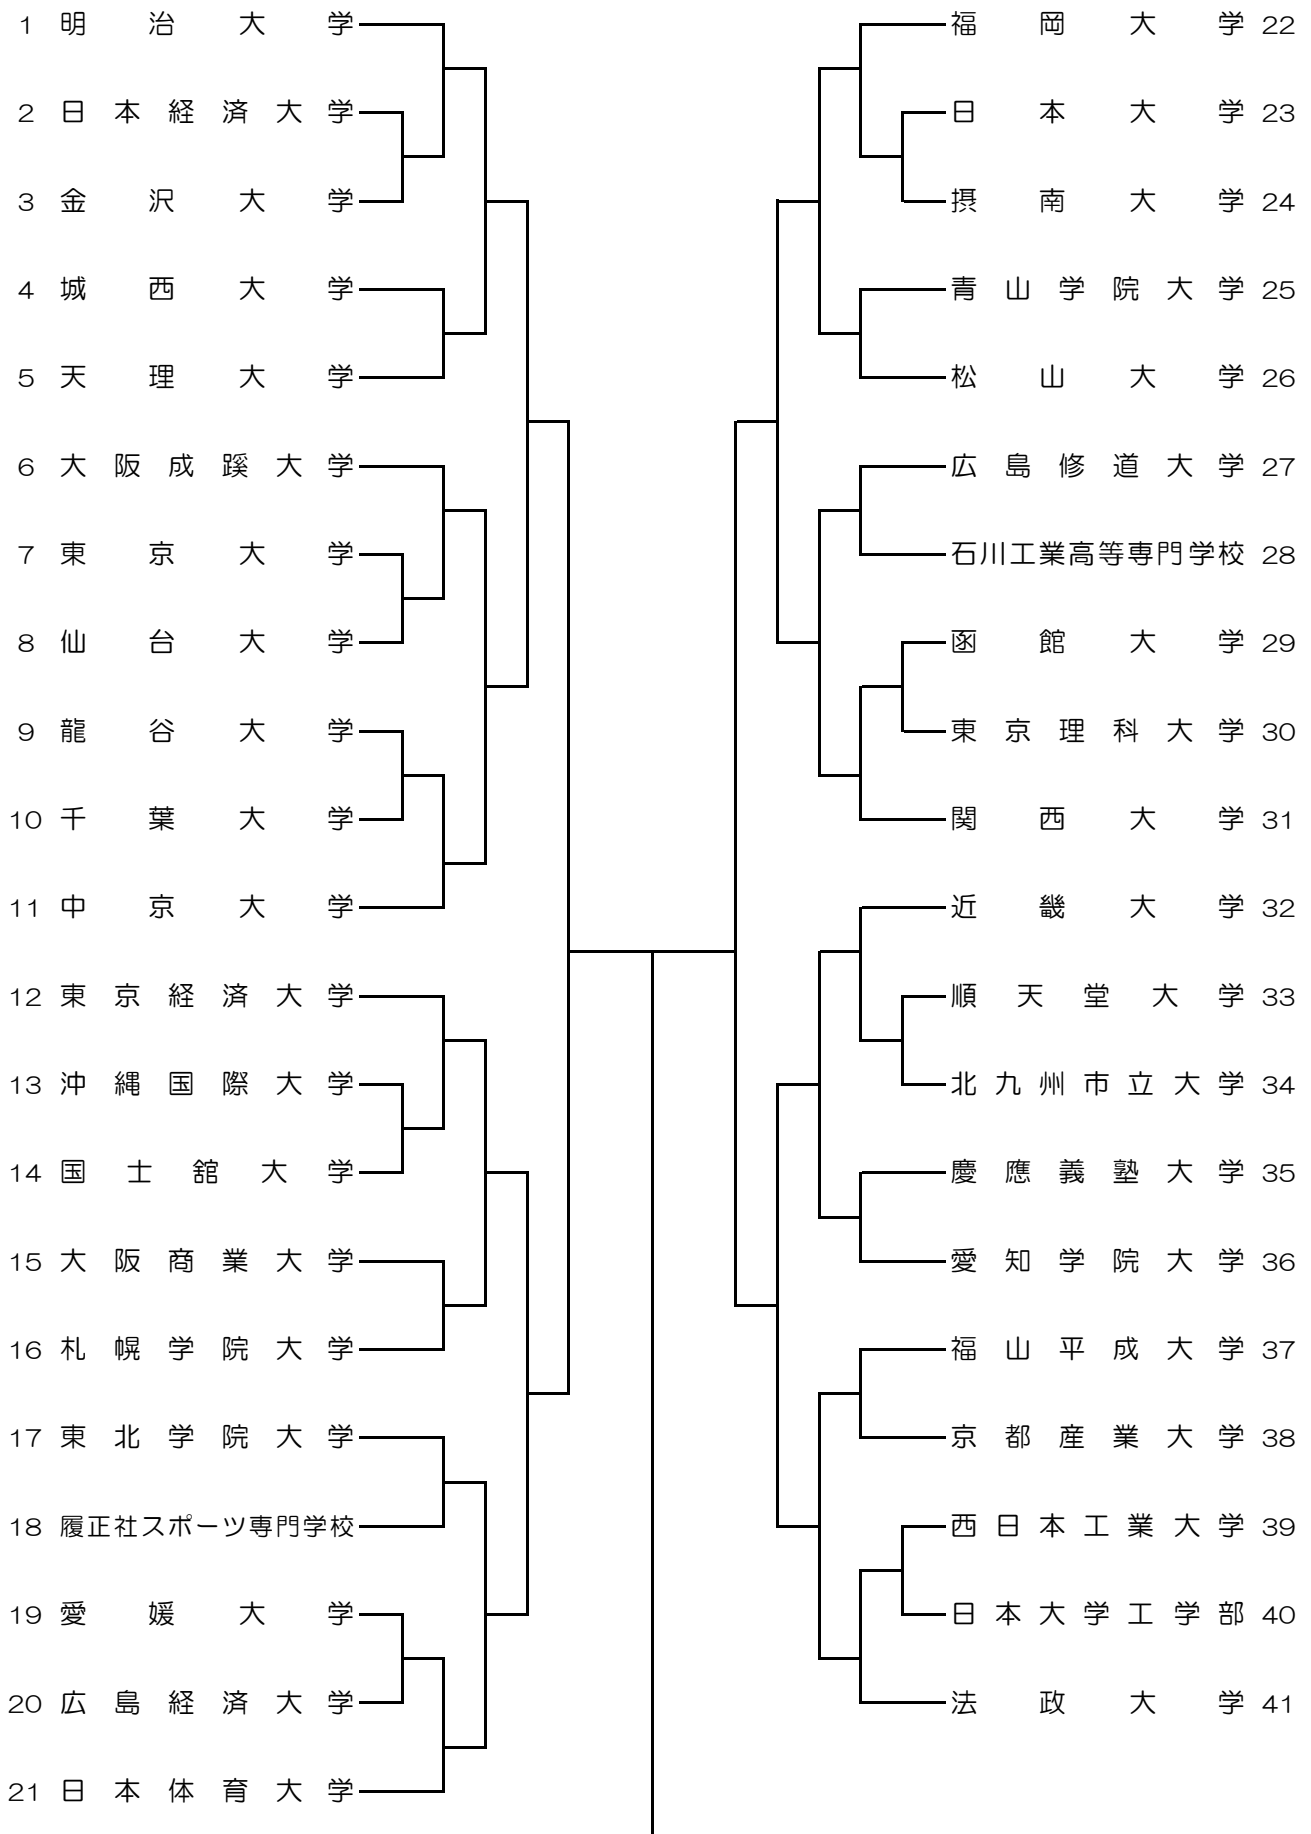 1 明治大学
2 日本経済大学
3 金沢大学
4 城西大学
5 天理大学
6 大阪成蹊大学
7 東京大学
8 仙台大学
9 龍谷大学
10 千葉大学
11 中京大学
12 東京経済大学
13 沖縄国際大学
14 国士舘大学
15 大阪商業大学
16 札幌学院大学
17 東北学院大学
18 履正社スポーツ専門学校
19 愛媛大学
20 広島経済大学
21 日本体育大学
福岡大学 22
日本大学 23
摂南大学 24
青山学院大学 25
松山大学 26
広島修道大学 27
石川工業高等専門学校 28
函館大学 29
東京理科大学 30
関西大学 31
近畿大学 32
順天堂大学 33
北九州市立大学 34
慶應義塾大学 35
愛知学院大学 36
福山平成大学 37
京都産業大学 38
西日本工業大学 39
日本大学工学部 40
法政大学 41